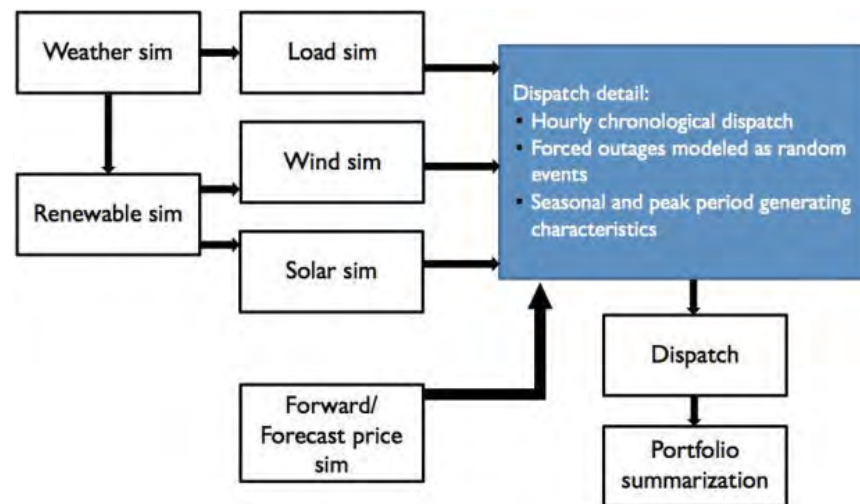 Weather sim
Load sim
Dispatch detail:
▪ Hourly chronological dispatch
▪ Forced outages modeled as random
events
▪ Seasonal and peak period generating
characteristics
Wind sim
Renewable sim
Solar sim
Forward/
Forecast price
sim
Dispatch
Portfolio
summarization